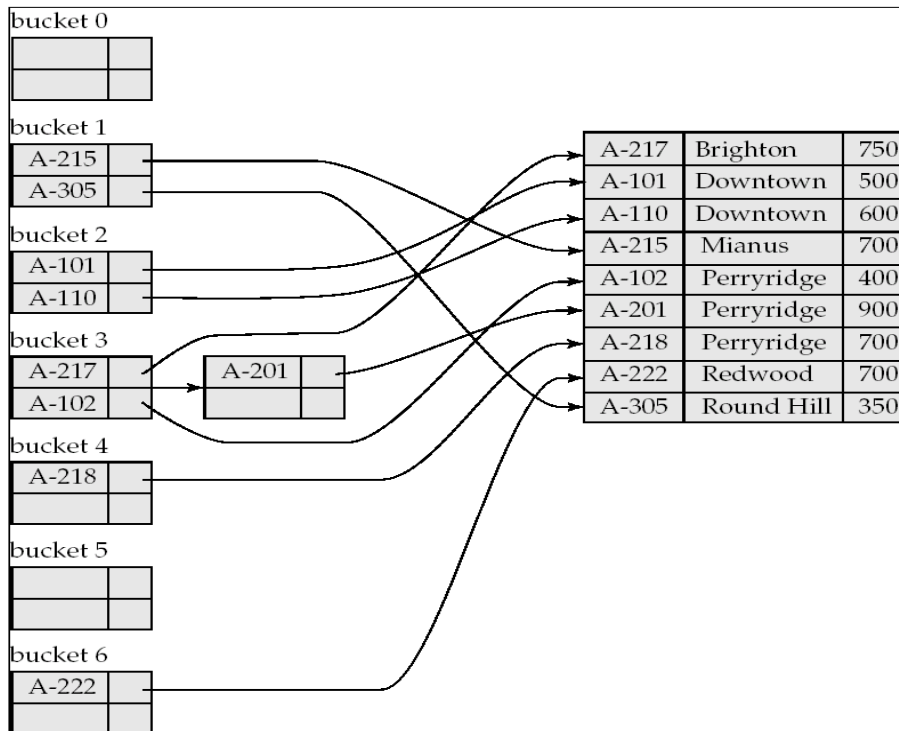 bucket 0
bucket 1
A-215
A-305
bucket 2
A-101
A-110
bucket 3
A-217
A-102
A-201
bucket 4
A-218
bucket 5
bucket 6
A-222
A-217 Brighton 750
A-101 Downtown 500
A-110 Downtown 600
A-215 Mianus 700
A-102 Perryridge 400
A-201 Perryridge 900
A-218 Perryridge 700
A-222 Redwood 700
A-305 Round Hill 350